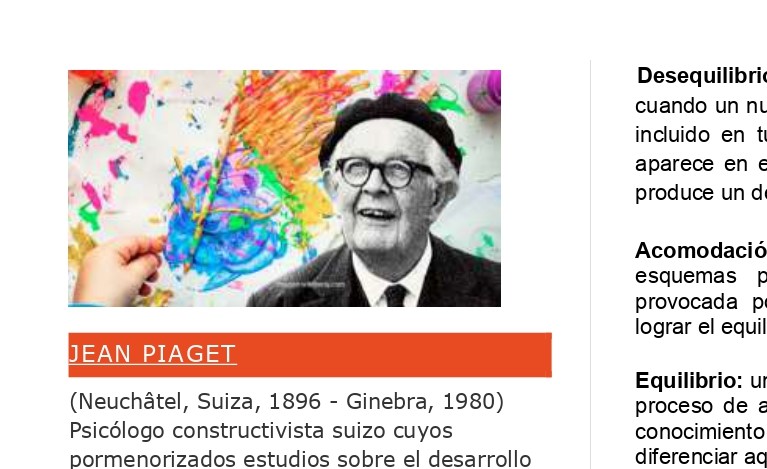 JEAN PIAGET
(Neuchâtel, Suiza, 1896 - Ginebra, 1980)
Psicólogo constructivista suizo cuyos
pormenorizados estudios sobre el desarrollo
Desequilibrio
cuando un nu
incluido en tu
aparece en e
produce un de
Acomodació
esquemas p
provocada po
lograr el equil
Equilibrio: un
proceso de a
conocimiento
diferenciar aq